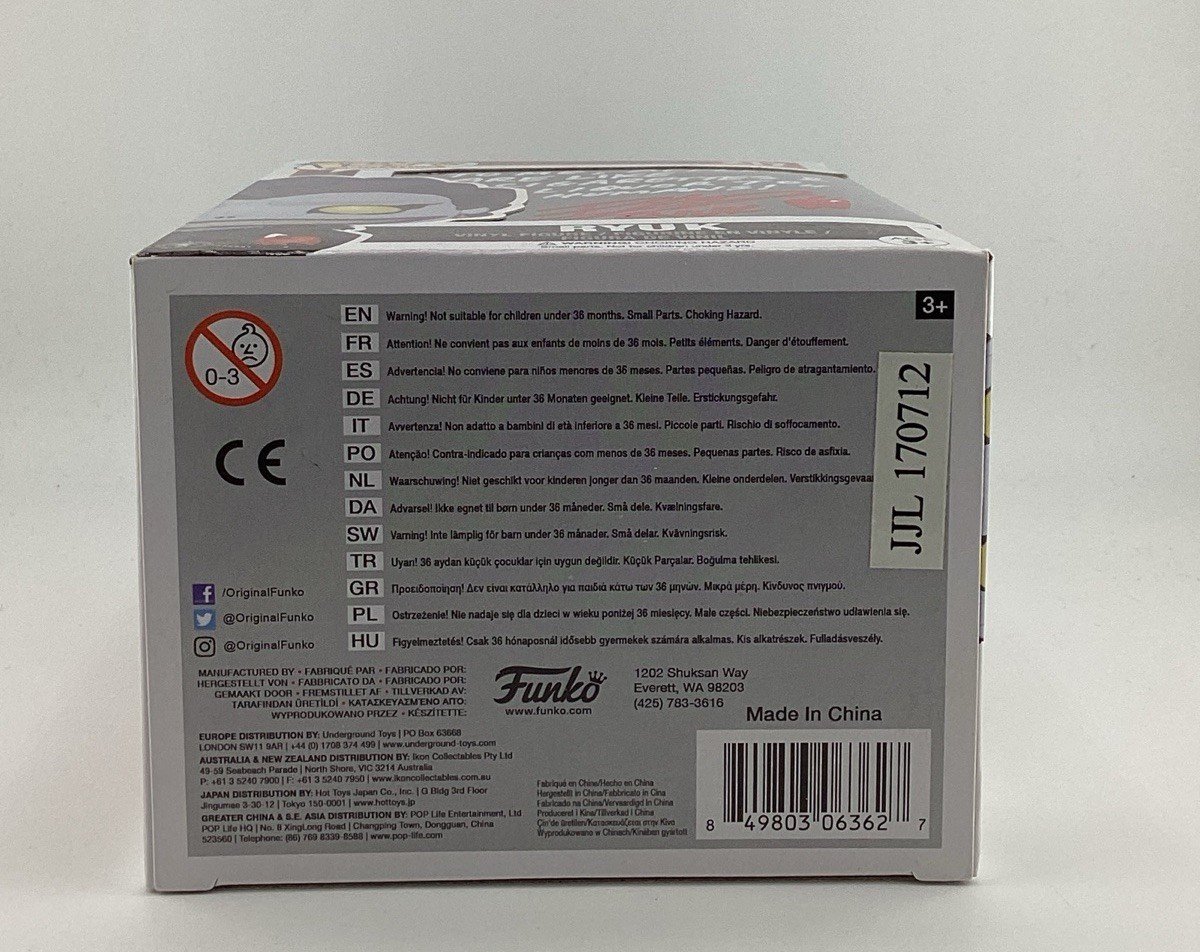 RYUK
WARNING: CHOKING HAZARD
Small parts. Not for children under 3 yrs.
3+
0-3
CE
EN Warning! Not suitable for children under 36 months. Small Parts. Choking Hazard.
FR Attention! Ne convient pas aux enfants de moins de 36 mois. Petits éléments. Danger d'étouffement.
ES Advertencia! No conviene para niños menores de 36 meses. Partes pequeñas. Peligro de atragantamiento.
DE Achtung! Nicht für Kinder unter 36 Monaten geeignet. Kleine Teile. Erstickungsgefahr.
IT Avvertenza! Non adatto a bambini di età inferiore a 36 mesi. Piccole parti. Rischio di soffocamento.
PO Atenção! Contra-indicado para crianças com menos de 36 meses. Pequenas partes. Risco de asfixia.
NL Waarschuwing! Niet geschikt voor kinderen jonger dan 36 maanden. Kleine onderdelen. Verstikkingsgevaar
DA Advarsel! Ikke egnet til børn under 36 måneder. Små dele. Kvælningsfare.
SW Varning! Inte lämplig för barn under 36 månader. Små delar. Kvävningsrisk.
TR Uyarı! 36 aydan küçük çocuklar için uygun değildir. Küçük Parçalar. Boğulma tehlikesi.
GR Προειδοποίηση! Δεν είναι κατάλληλο για παιδιά κάτω των 36 μηνών. Μικρά μέρη. Κίνδυνος πνιγμού.
PL Ostrzeżenie! Nie nadaje się dla dzieci w wieku poniżej 36 miesięcy. Małe części. Niebezpieczeństwo udławienia się.
HU Figyelmeztetés! Csak 36 hónaposnál idősebb gyermekek számára alkalmas. Kis alkatrészek. Fulladásveszély.
JJL 170712
/OriginalFunko
@OriginalFunko
@OriginalFunko
MANUFACTURED BY • FABRIQUÉ PAR • FABRICADO POR:
HERGESTELLT VON • FABBRICATO DA • FABRICADO POR:
GEMAAKT DOOR • FREMSTILLET AF • TILLVERKAD AV:
TARAFINDAN ÜRETİLDİ • ΚΑΤΑΣΚΕΥΑΣΜΕΝΟ ΑΠΟ:
WYPRODUKOWANO PRZEZ • KÉSZÍTETTE:
Funko
www.funko.com
1202 Shuksan Way
Everett, WA 98203
(425) 783-3616
Made In China
EUROPE DISTRIBUTION BY: Underground Toys | PO Box 63668
LONDON SW11 9AR | +44 (0) 1708 374 499 | www.underground-toys.com
AUSTRALIA & NEW ZEALAND DISTRIBUTION BY: Ikon Collectables Pty Ltd
49-59 Seabeach Parade | North Shore, VIC 3214 Australia
P: +61 3 5240 7900 | F: +61 3 5240 7950 | www.ikoncollectables.com.au
JAPAN DISTRIBUTION BY: Hot Toys Japan Co., Inc. | G Bldg 3rd Floor
Jingumae 3-30-12 | Tokyo 150-0001 | www.hottoys.jp
GREATER CHINA & S.E. ASIA DISTRIBUTION BY: POP Life Entertainment, Ltd
POP Life HQ | No. 8 XingLong Road | Changping Town, Dongguan, China
523560 | Telephone: (86) 769 8339-8588 | www.pop-life.com
Fabriqué en Chine/Hecho en China
Hergestellt in China/Fabbricato in Cina
Fabricado na China/Vervaardigd in China
Produceret i Kina/Tillverkad i China
Çin'de üretilen/Κατασκευάζεται στην Κίνα
Wyprodukowano w Chinach/Kínában gyártott
8 49803 06362 7